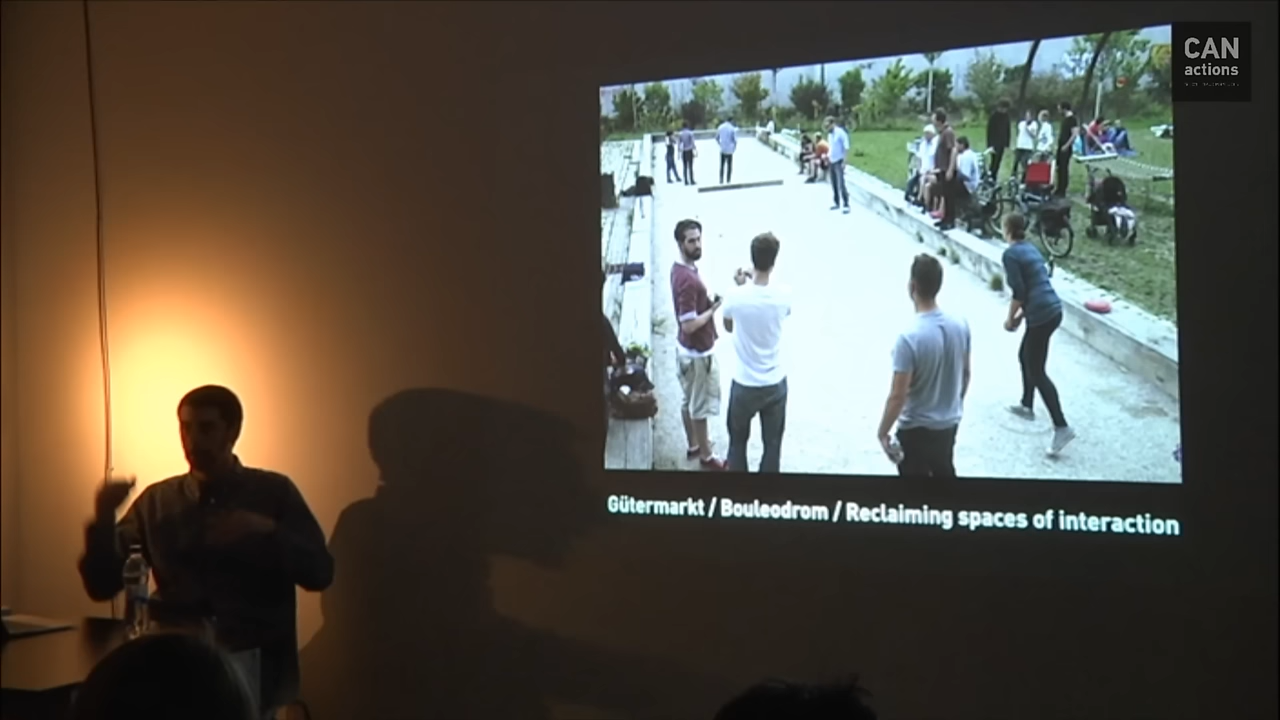 CAN
actions
Gütermarkt / Bouleodrom / Reclaiming spaces of interaction